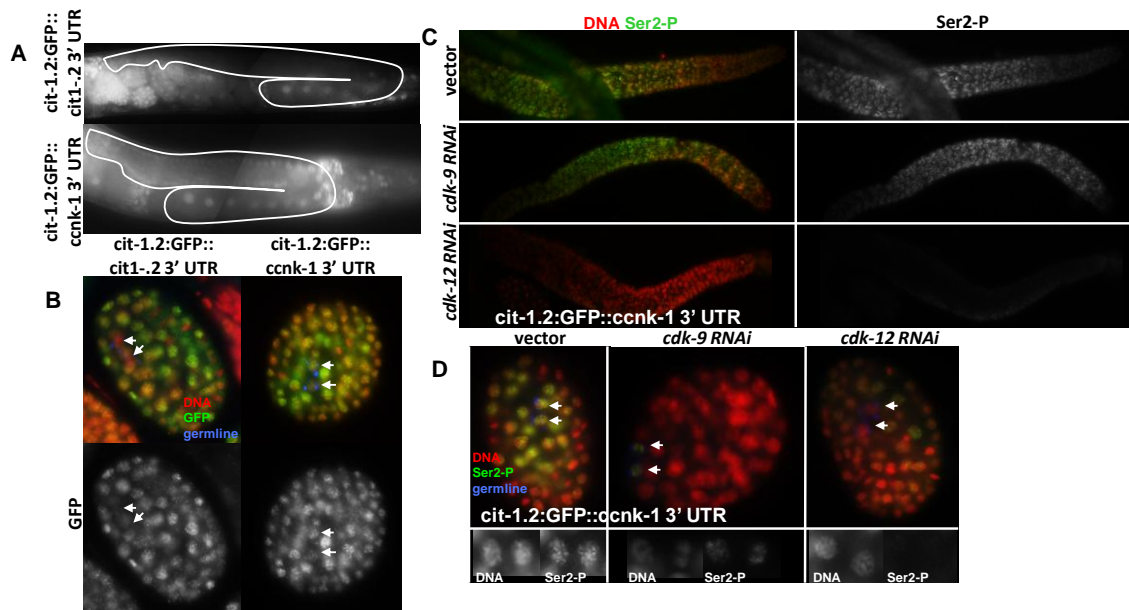 A
cit-1.2:GFP::
cit1-.2 3' UTR
cit-1.2:GFP::
ccnk-1 3' UTR
cit-1.2:GFP::
cit1-.2 3' UTR
cit-1.2:GFP::
ccnk-1 3' UTR
B
DNA
GFP
germline
GFP
C
DNA Ser2-P
Ser2-P
vector
cdk-9 RNAi
cdk-12 RNAi
cit-1.2:GFP::ccnk-1 3' UTR
D
vector
cdk-9 RNAi
cdk-12 RNAi
DNA
Ser2-P
germline
cit-1.2:GFP::ccnk-1 3' UTR
DNA Ser2-P
DNA Ser2-P
DNA Ser2-P